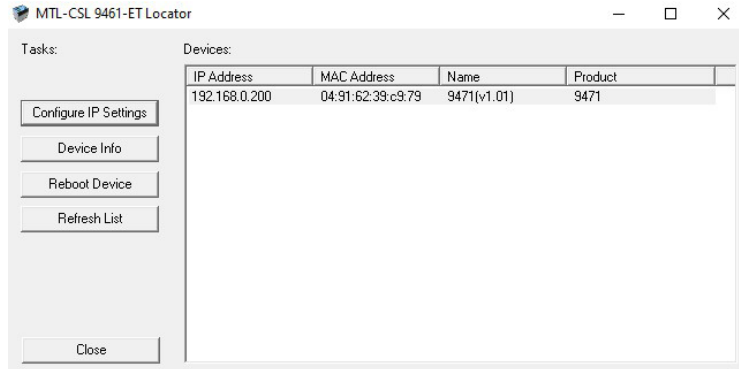 MTL-CSL 9461-ET Locator
Tasks:
Devices:
IP Address MAC Address Name Product
192.168.0.200 04:91:62:39:c9:79 9471(v1.01) 9471
Configure IP Settings
Device Info
Reboot Device
Refresh List
Close